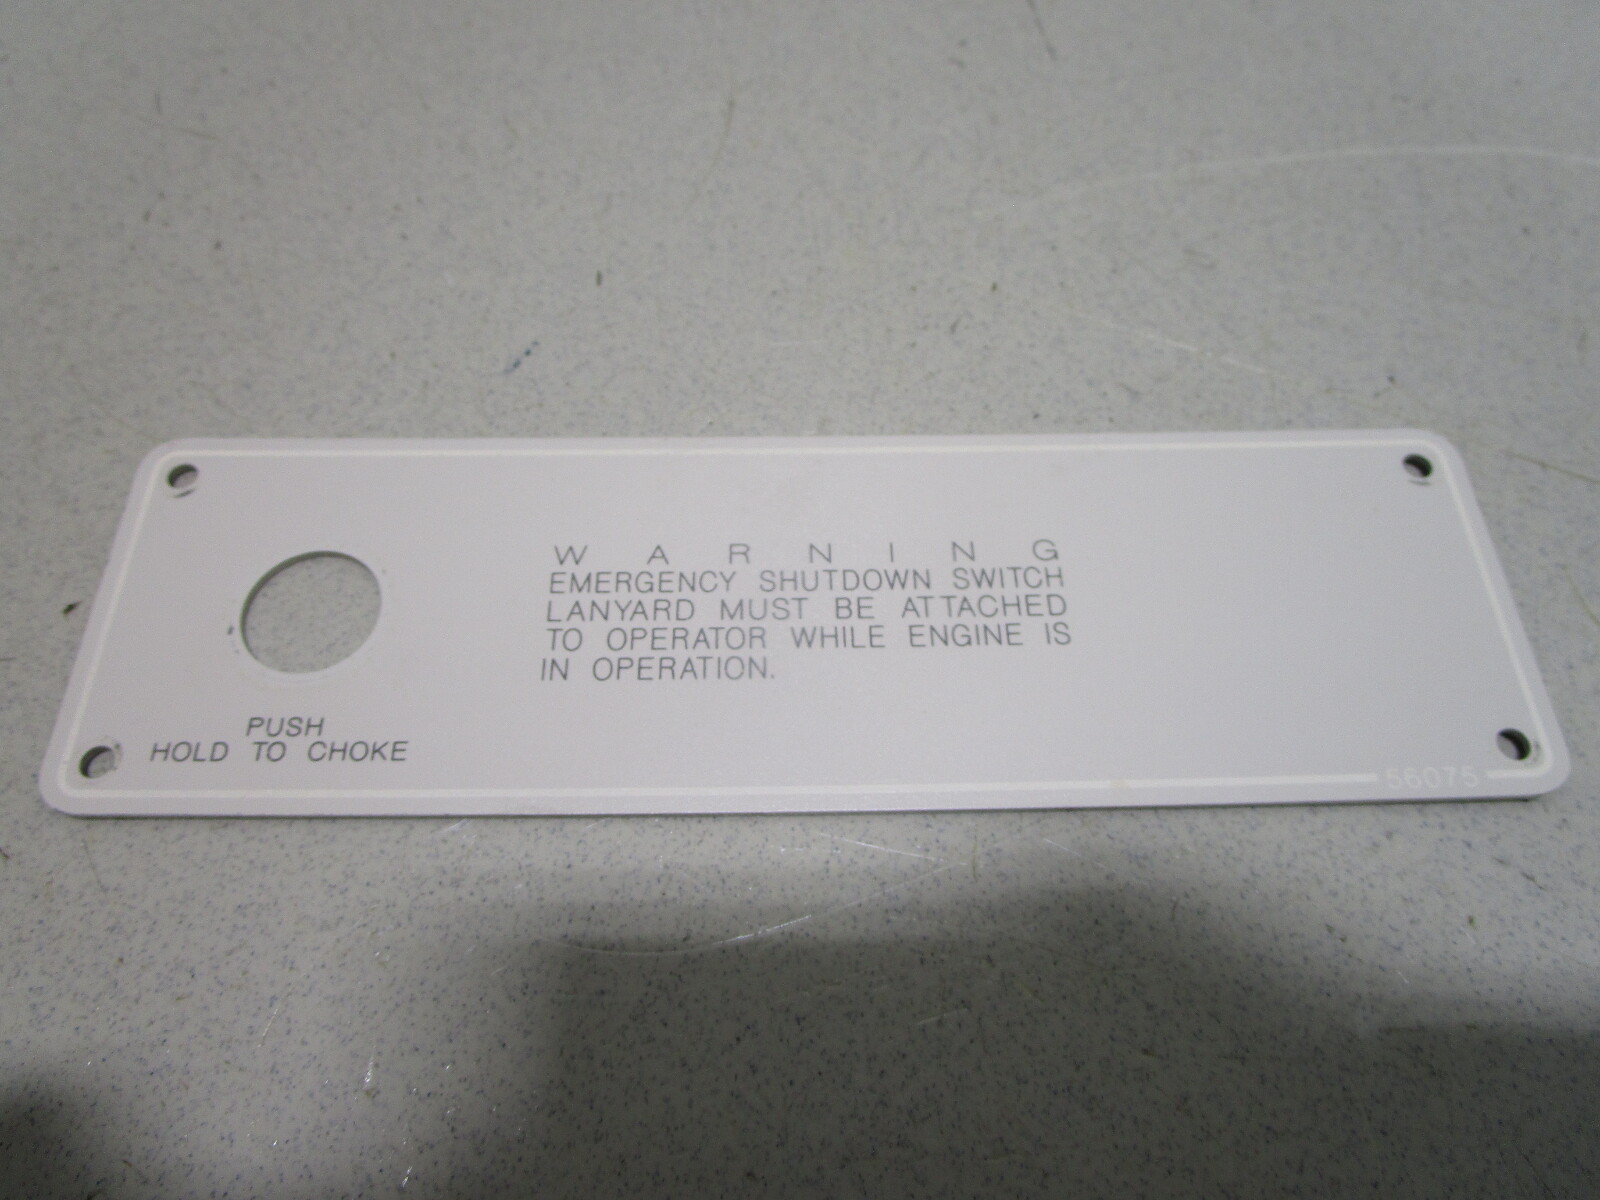 W A R N I N G
EMERGENCY SHUTDOWN SWITCH
LANYARD MUST BE ATTACHED
TO OPERATOR WHILE ENGINE IS
IN OPERATION.
PUSH
HOLD TO CHOKE
56075